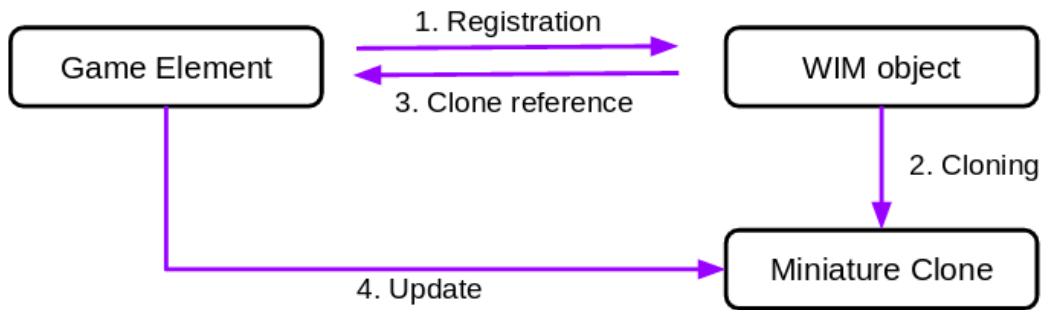 1. Registration
Game Element
WIM object
3. Clone reference
2. Cloning
Miniature Clone
4. Update